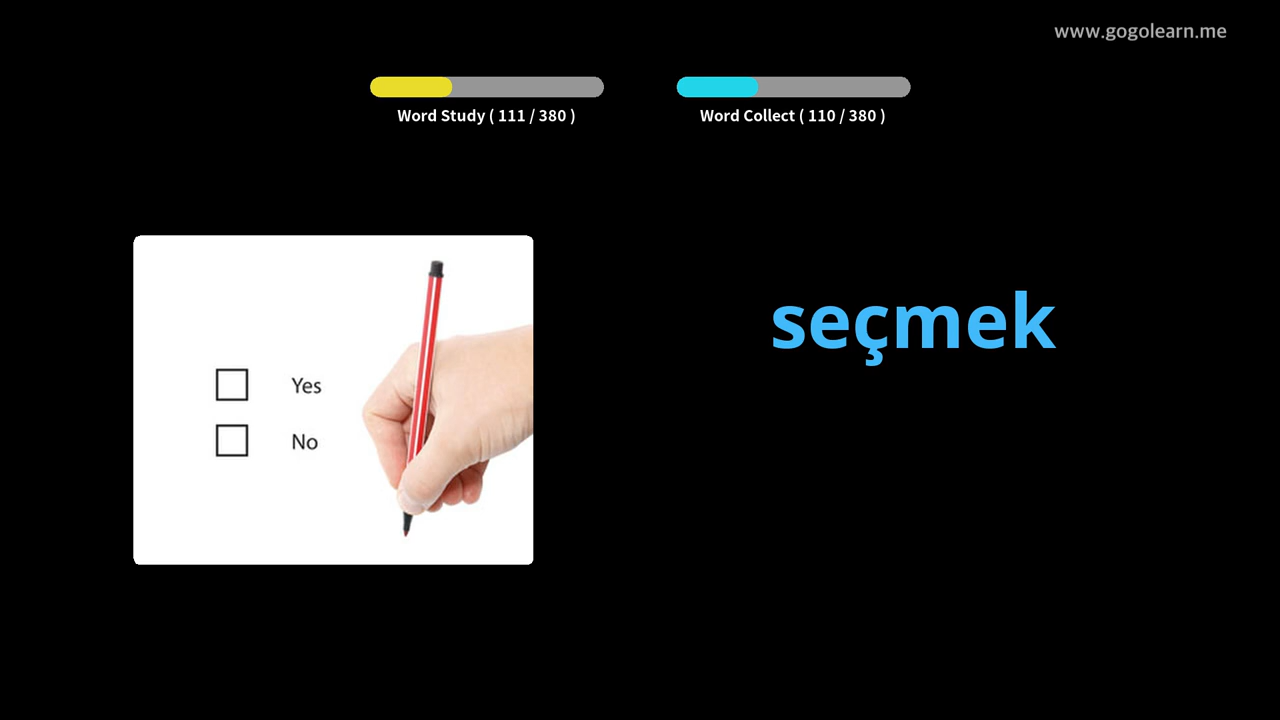 www.gogolearn.me
Word Study ( 111 / 380 )
Word Collect ( 110 / 380 )
seçmek
Yes
No